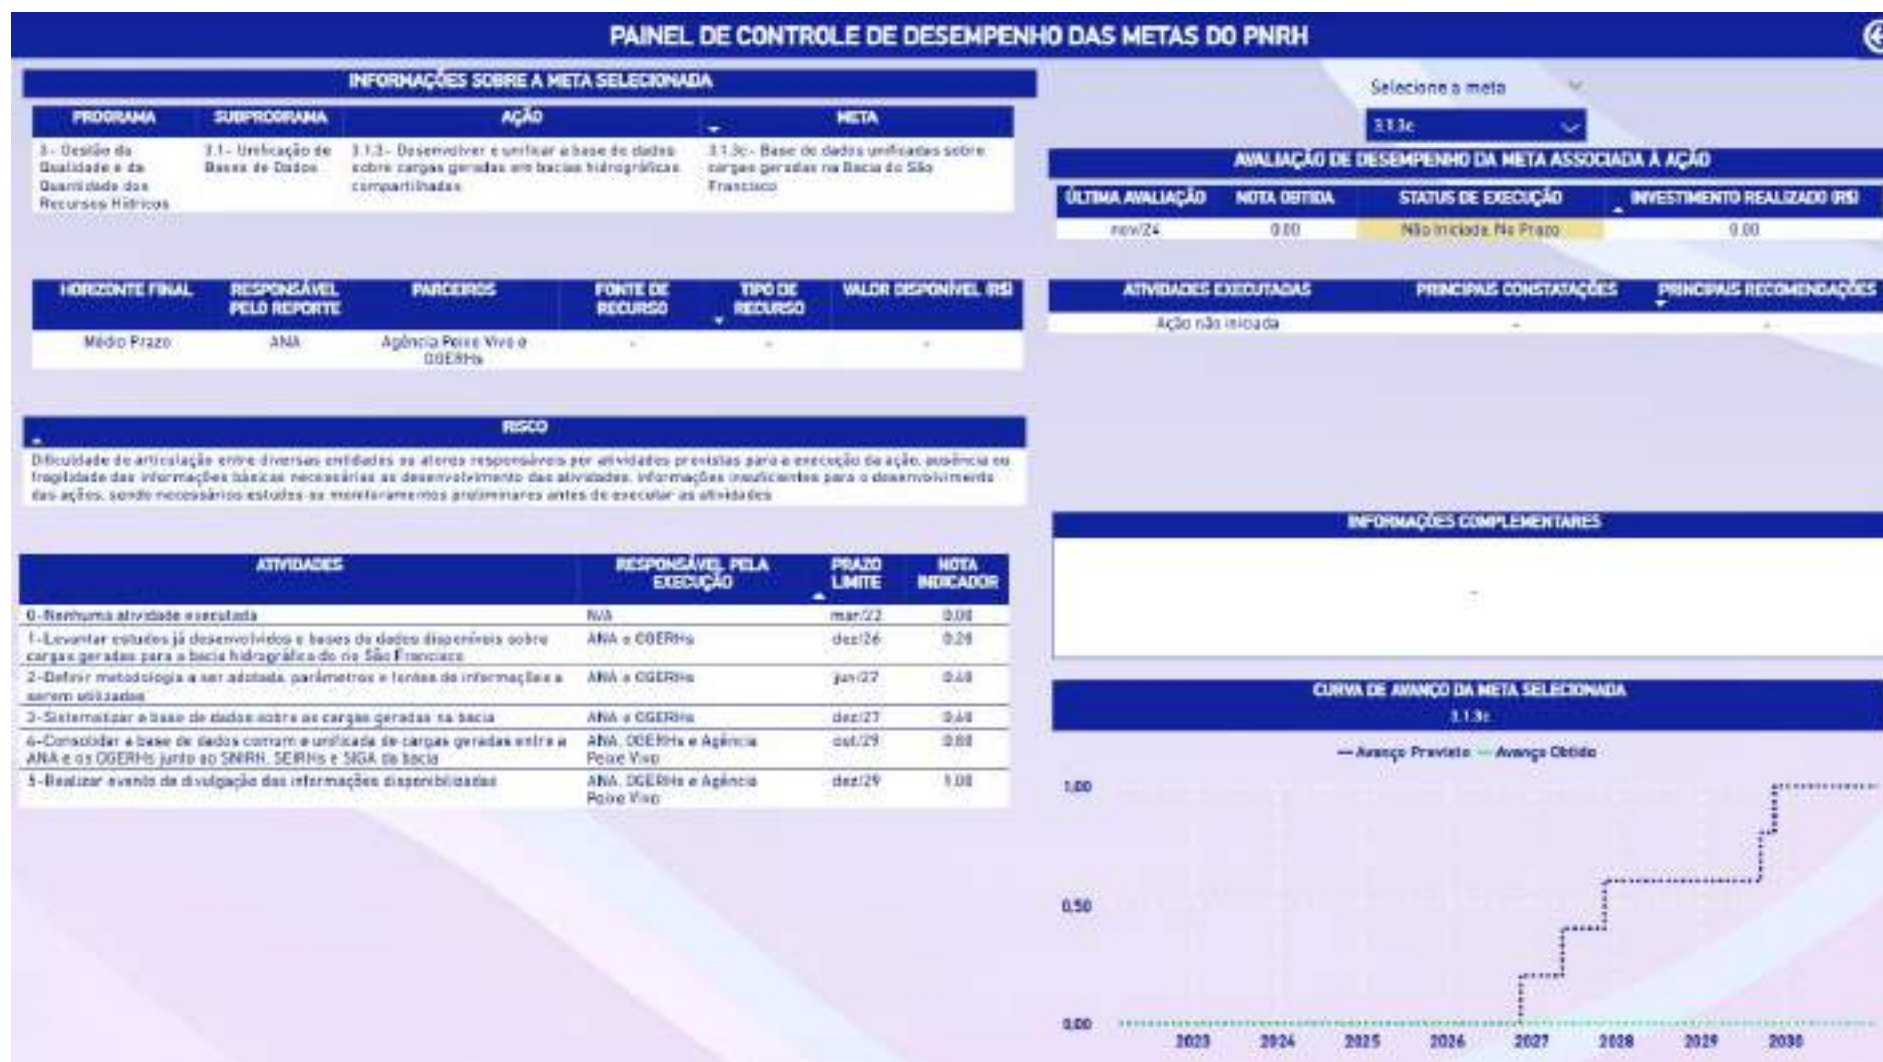 PAINEL DE CONTROLE DE DESEMPENHO DAS METAS DO PNRH
INFORMAÇÕES SOBRE A META SELECIONADA
PROGRAMA SUBPROGRAMA AÇÃO META
3- Gestão da Qualidade e da Quantidade dos Recursos Hídricos
3.1- Unificação de Bases de Dados
3.1.3- Desenvolver e unificar a base de dados sobre cargas geradas em bacias hidrográficas compartilhadas
3.1.3c- Base de dados unificadas sobre cargas geradas na Bacia do São Francisco
HORIZONTE FINAL RESPONSÁVEL PELO REPORTE PARCEIROS FONTE DE RECURSO TIPO DE RECURSO VALOR DISPONÍVEL (R$)
Médio Prazo ANA Agência Peixe Vivo e OGERHs - - -
RISCO
Dificuldade de articulação entre diversas entidades ou atores responsáveis por atividades previstas para a execução da ação, ausência ou
fragilidade das informações básicas necessárias ao desenvolvimento das atividades, informações insuficientes para o desenvolvimento
das ações, sendo necessários estudos ou monitoramentos preliminares antes de executar as atividades
ATIVIDADES RESPONSÁVEL PELA EXECUÇÃO PRAZO LIMITE NOTA INDICADOR
0-Nenhuma atividade executada N/A mar/22 0.00
1-Levantar estudos já desenvolvidos e bases de dados disponíveis sobre cargas geradas para a bacia hidrográfica do rio São Francisco ANA e OGERHs dez/26 0.20
2-Definir metodologia a ser adotada, parâmetros e fontes de informações a serem utilizadas ANA e OGERHs jun/27 0.40
3-Sistematizar a base de dados sobre as cargas geradas na bacia ANA e OGERHs dez/27 0.60
4-Consolidar a base de dados comum e unificada de cargas geradas entre a ANA e os OGERHs junto ao SNIRH, SEIRHs e SIGA da bacia ANA, OGERHs e Agência Peixe Vivo out/29 0.80
5-Realizar evento de divulgação das informações disponibilizadas ANA, OGERHs e Agência Peixe Vivo dez/29 1.00
Selecione a meta
3.1.3c
AVALIAÇÃO DE DESEMPENHO DA META ASSOCIADA À AÇÃO
ÚLTIMA AVALIAÇÃO NOTA OBTIDA STATUS DE EXECUÇÃO INVESTIMENTO REALIZADO (R$)
nov/24 0.00 Não Iniciada, No Prazo 0.00
ATIVIDADES EXECUTADAS PRINCIPAIS CONSTATAÇÕES PRINCIPAIS RECOMENDAÇÕES
Ação não iniciada - -
INFORMAÇÕES COMPLEMENTARES
-
CURVA DE AVANÇO DA META SELECIONADA
3.1.3c
Avanço Previsto Avanço Obtido
1.00
0.50
0.00
2023 2024 2025 2026 2027 2028 2029 2030